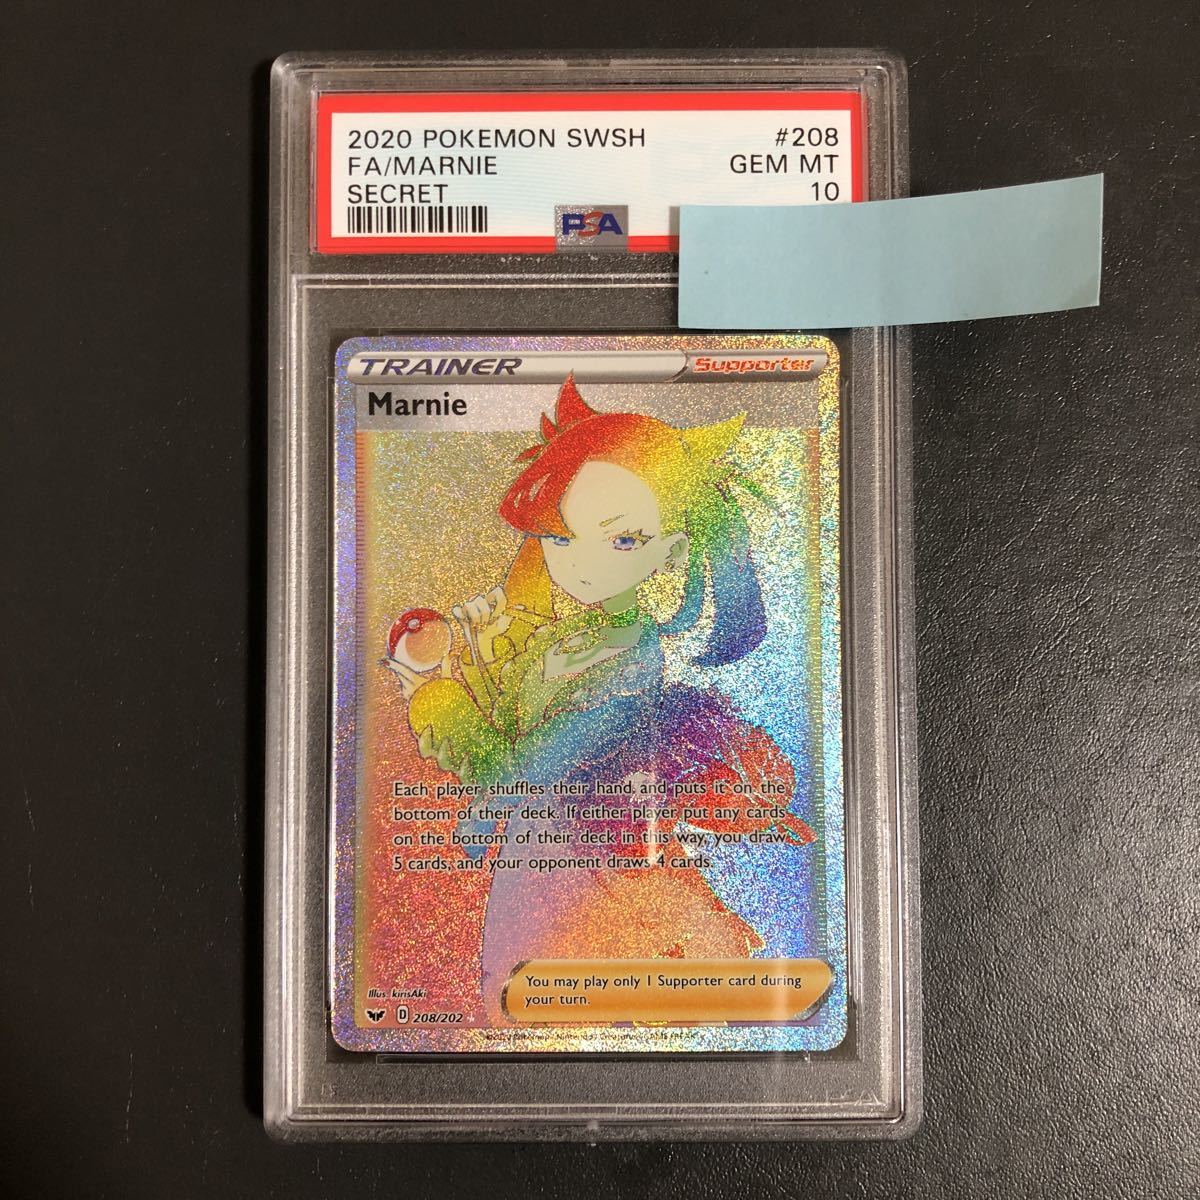 2020 POKEMON SWSH #208
FA/MARNIE GEM MT
SECRET 10
PSA
TRAINER Supporter
Marnie
Each player shuffles their hand and puts it on the
bottom of their deck. If either player put any cards
on the bottom of their deck in this way, you draw
5 cards, and your opponent draws 4 cards.
You may play only 1 Supporter card during
your turn.
Illus. kirisAki
D 208/202